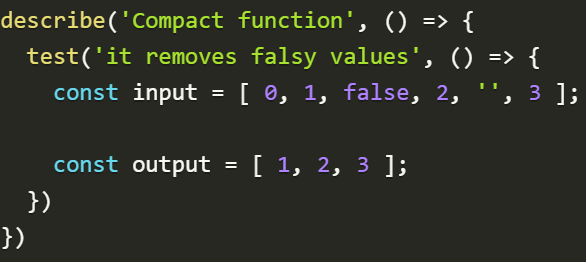 describe('Compact function', () => {
  test('it removes falsy values', () => {
    const input = [ 0, 1, false, 2, '', 3 ];

    const output = [ 1, 2, 3 ];
  })
})